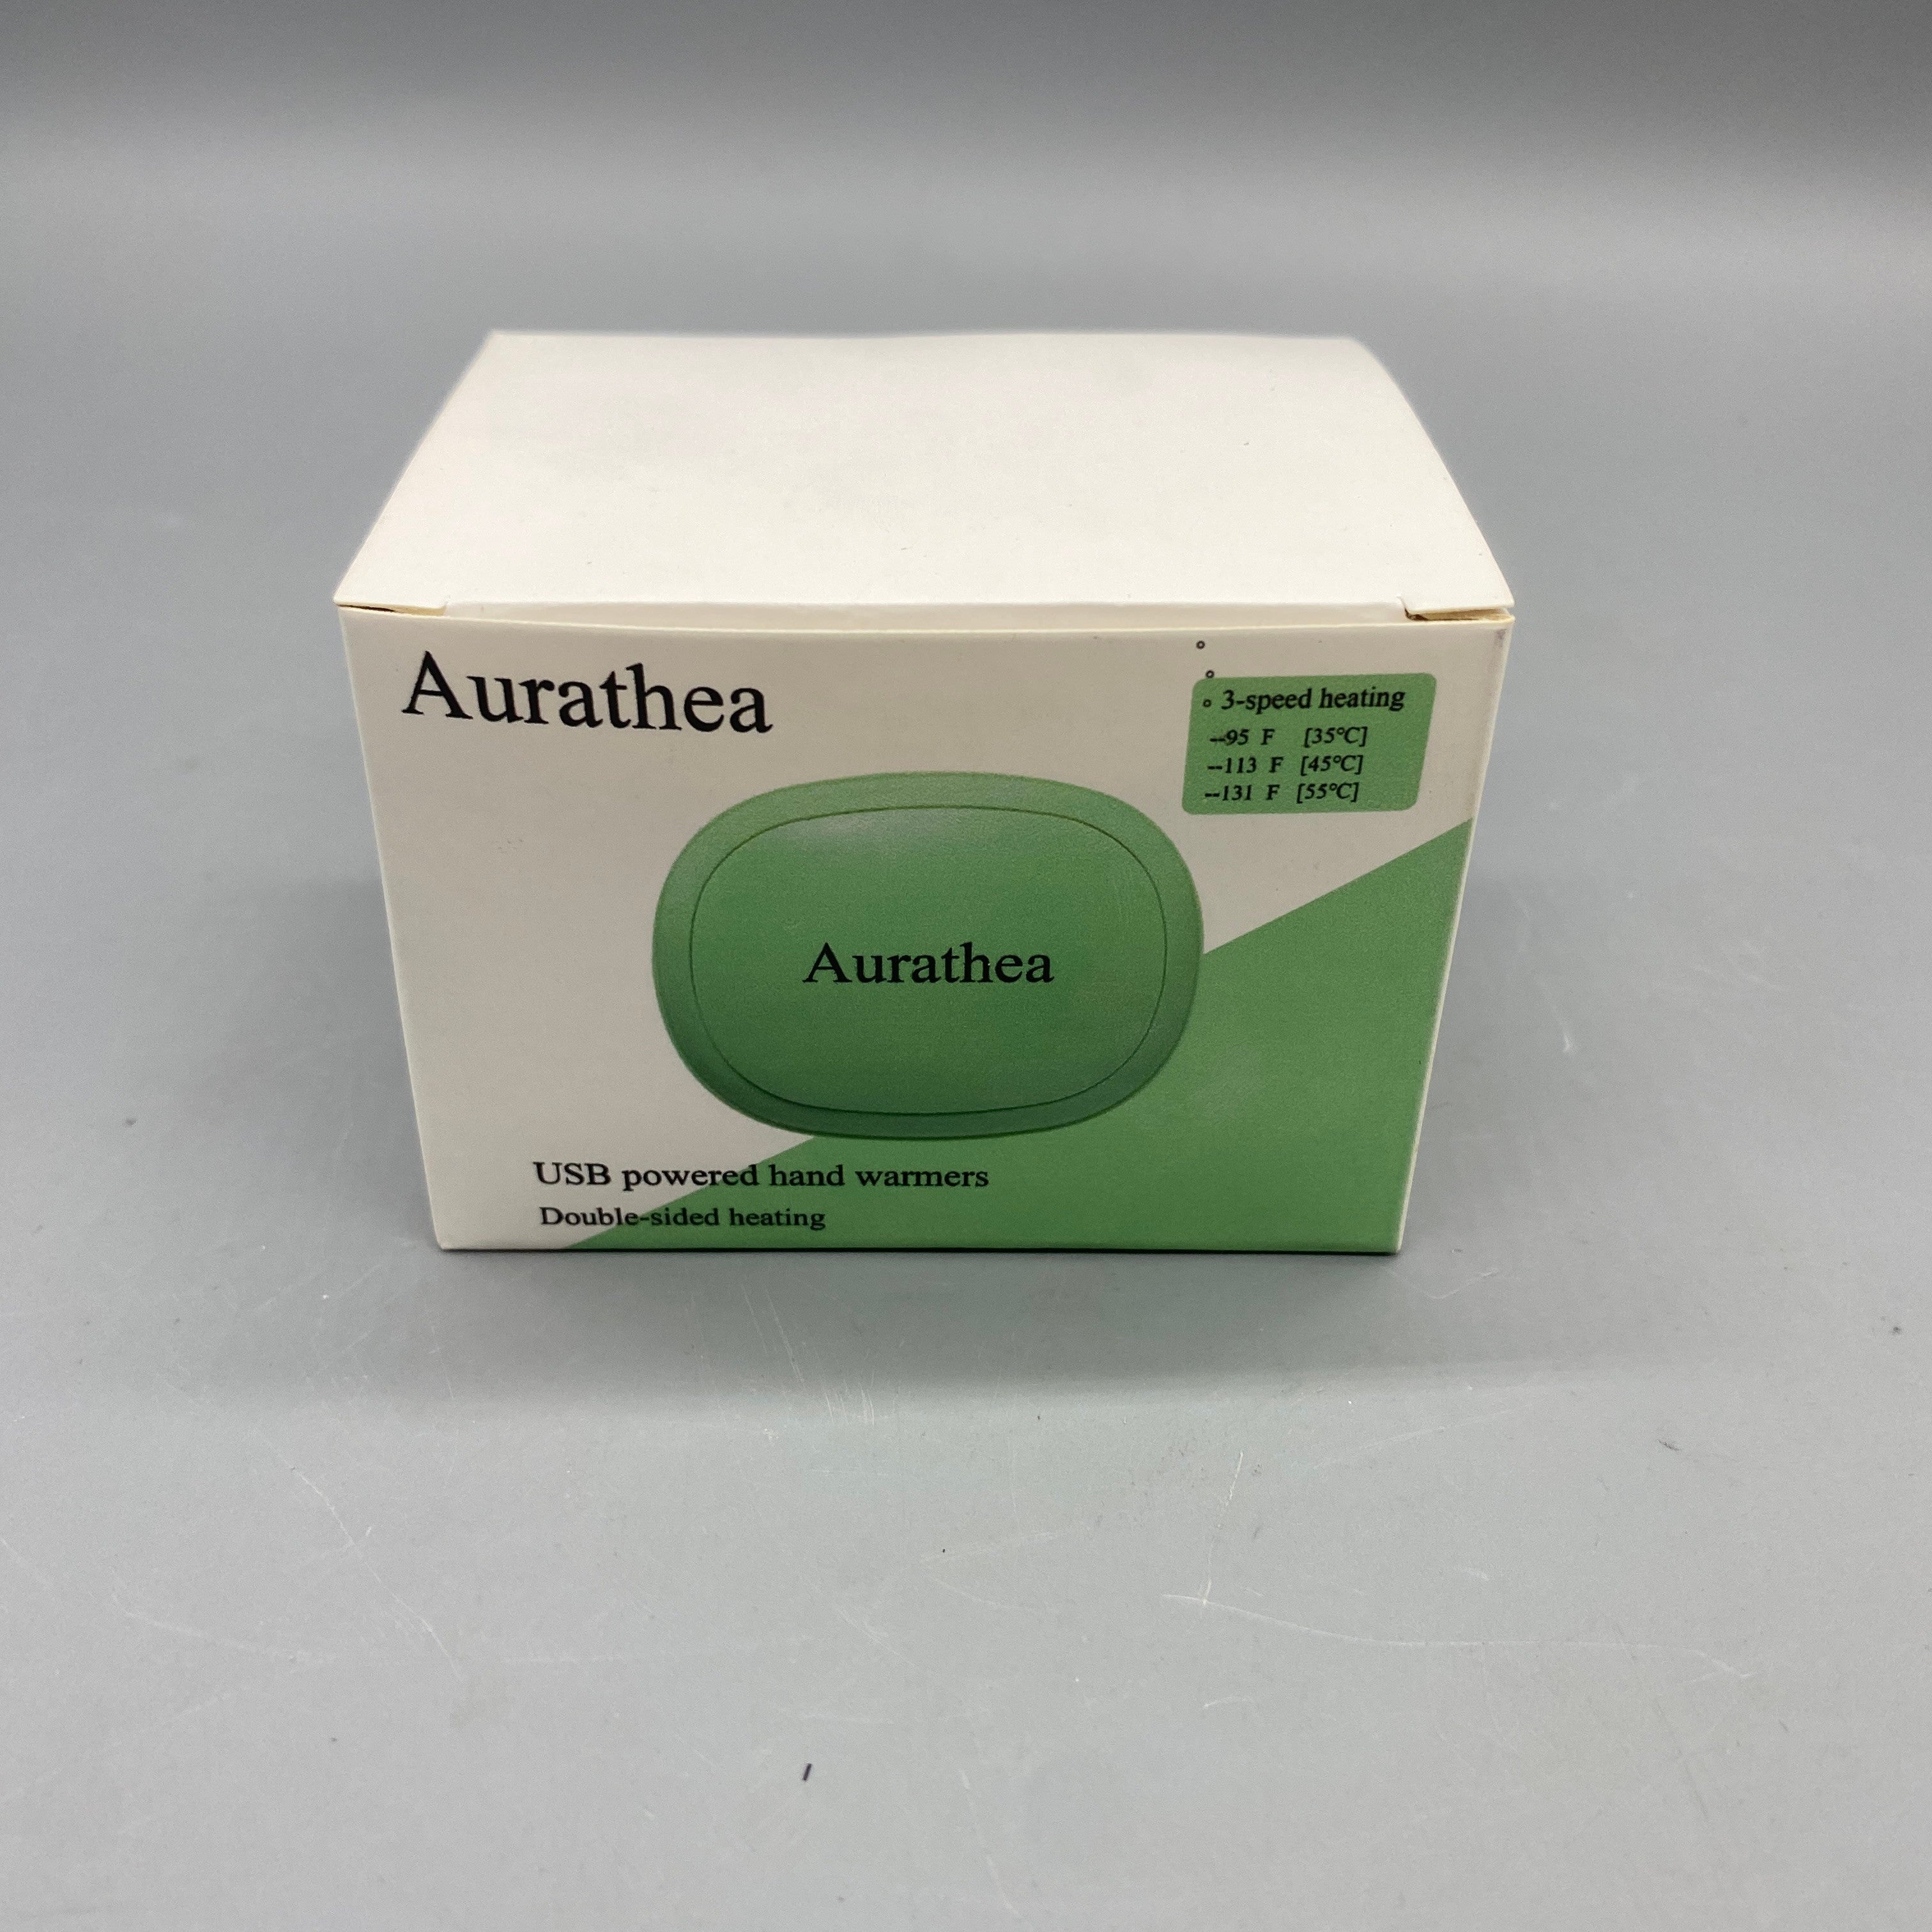 Aurathea
° 3-speed heating
--95 F [35°C]
--113 F [45°C]
--131 F [55°C]
Aurathea
USB powered hand warmers
Double-sided heating